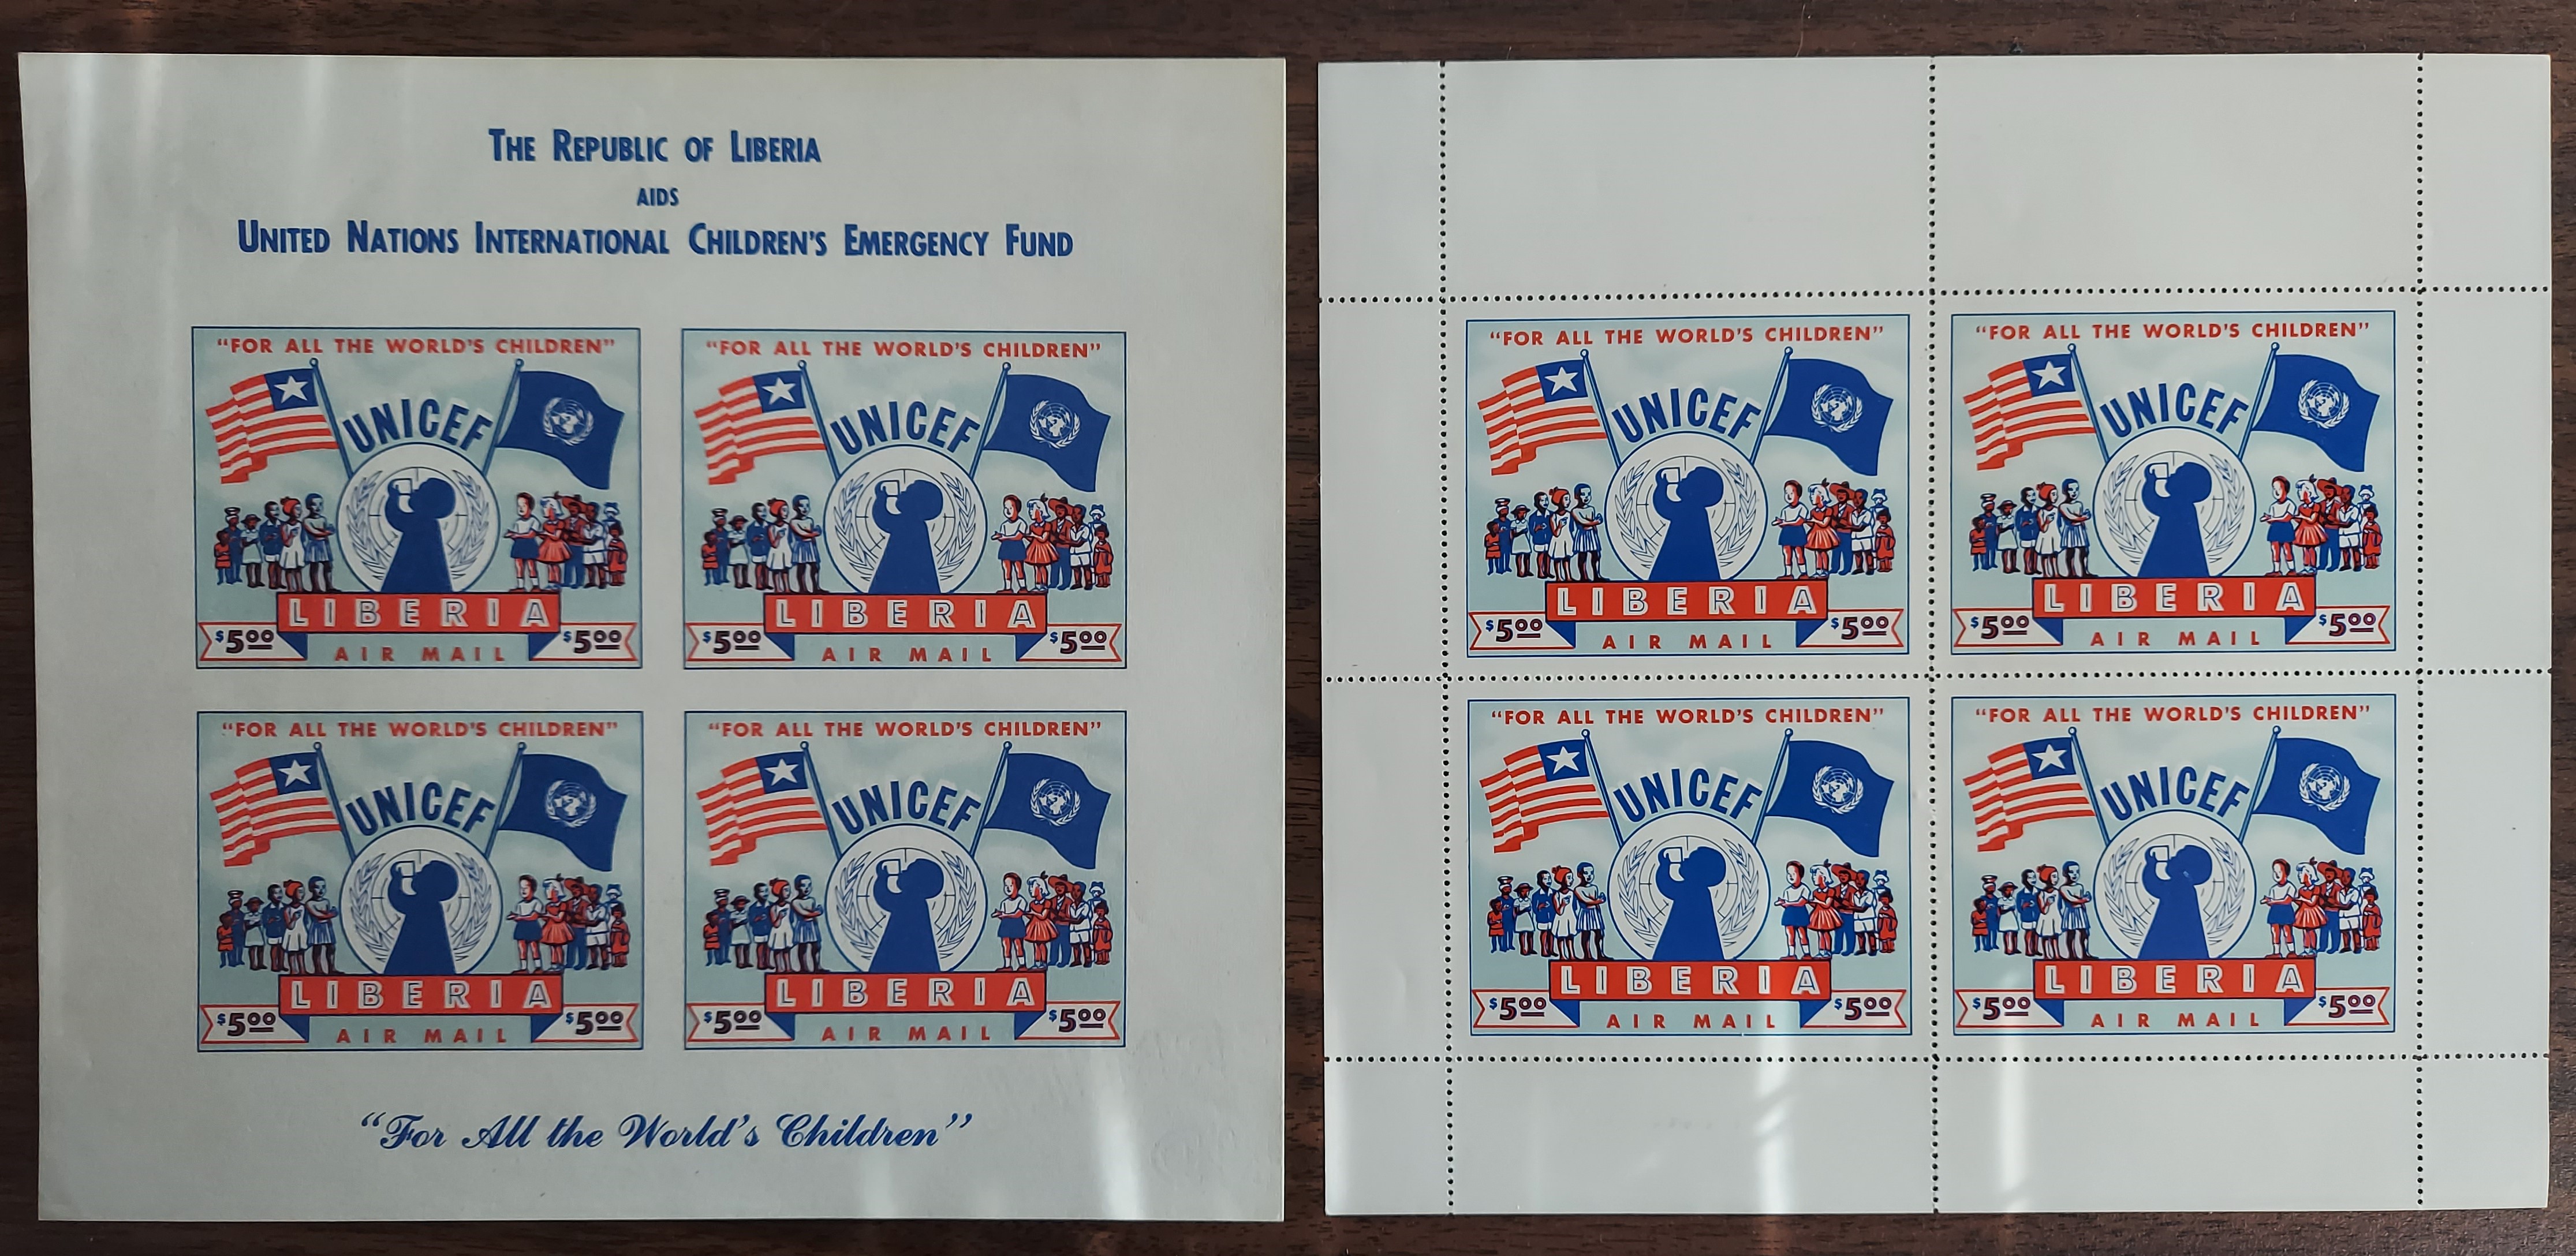 THE REPUBLIC OF LIBERIA
AIDS
UNITED NATIONS INTERNATIONAL CHILDREN'S EMERGENCY FUND
"FOR ALL THE WORLD'S CHILDREN"
UNICEF
LIBERIA
$5.00 $5.00
AIR MAIL
"FOR ALL THE WORLD'S CHILDREN"
UNICEF
LIBERIA
$5.00 $5.00
AIR MAIL
"FOR ALL THE WORLD'S CHILDREN"
UNICEF
LIBERIA
$5.00 $5.00
AIR MAIL
"FOR ALL THE WORLD'S CHILDREN"
UNICEF
LIBERIA
$5.00 $5.00
AIR MAIL
"For All the World's Children"
"FOR ALL THE WORLD'S CHILDREN"
UNICEF
LIBERIA
$5.00 $5.00
AIR MAIL
"FOR ALL THE WORLD'S CHILDREN"
UNICEF
LIBERIA
$5.00 $5.00
AIR MAIL
"FOR ALL THE WORLD'S CHILDREN"
UNICEF
LIBERIA
$5.00 $5.00
AIR MAIL
"FOR ALL THE WORLD'S CHILDREN"
UNICEF
LIBERIA
$5.00 $5.00
AIR MAIL